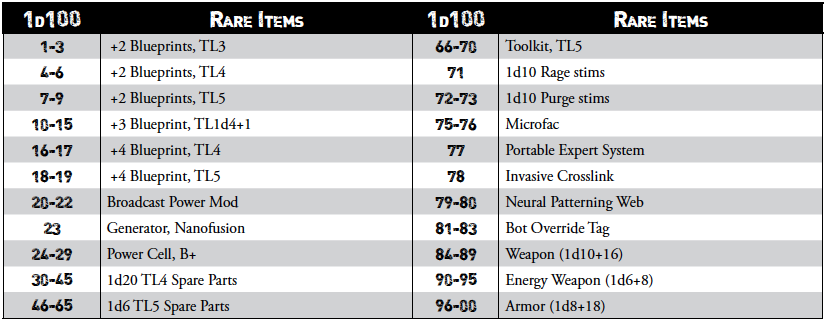 1D100 RARE ITEMS 1D100 RARE ITEMS
1-3 +2 Blueprints, TL3 66-70 Toolkit, TL5
4-6 +2 Blueprints, TL4 71 1d10 Rage stims
7-9 +2 Blueprints, TL5 72-73 1d10 Purge stims
10-15 +3 Blueprint, TL1d4+1 75-76 Microfac
16-17 +4 Blueprint, TL4 77 Portable Expert System
18-19 +4 Blueprint, TL5 78 Invasive Crosslink
20-22 Broadcast Power Mod 79-80 Neural Patterning Web
23 Generator, Nanofusion 81-83 Bot Override Tag
24-29 Power Cell, B+ 84-89 Weapon (1d10+16)
30-45 1d20 TL4 Spare Parts 90-95 Energy Weapon (1d6+8)
46-65 1d6 TL5 Spare Parts 96-00 Armor (1d8+18)